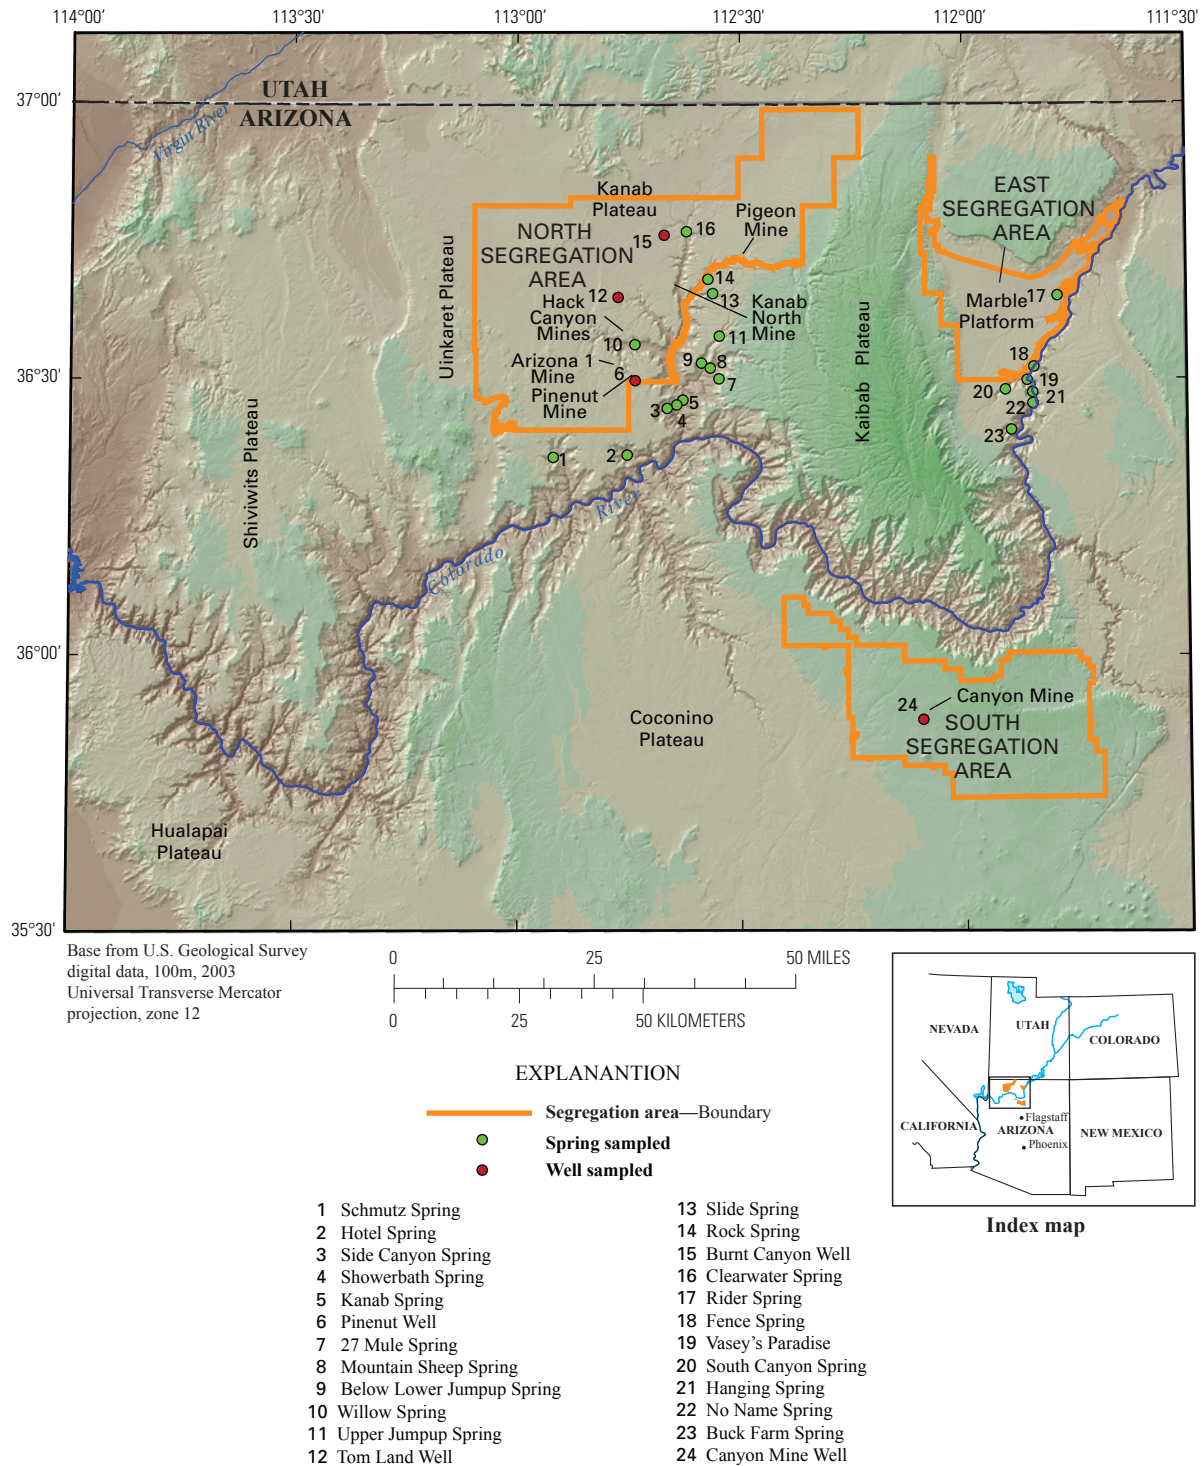 114°00'
113°30'
113°00'
112°30'
112°00'
111°30'
37°00'
36°30'
36°00'
35°30'
UTAH
ARIZONA
Virgin River
Kanab
Plateau
Pigeon
Mine
EAST
SEGREGATION
AREA
NORTH
SEGREGATION
AREA
15
16
Uinkaret Plateau
14
13
12
Hack
Canyon
Mines
Kanab
North
Mine
Marble
Platform
17
10
11
Arizona 1
Mine
6
Pinenut
Mine
9
8
7
Kaibab Plateau
18
19
20
21
22
23
3
4
5
Shiviwits Plateau
1
2
Colorado
River
Canyon Mine
24
SOUTH
SEGREGATION
AREA
Coconino
Plateau
Hualapai
Plateau
Base from U.S. Geological Survey
digital data, 100m, 2003
Universal Transverse Mercator
projection, zone 12
0 25 50 MILES
0 25 50 KILOMETERS
EXPLANANTION
Segregation area—Boundary
Spring sampled
Well sampled
1 Schmutz Spring
2 Hotel Spring
3 Side Canyon Spring
4 Showerbath Spring
5 Kanab Spring
6 Pinenut Well
7 27 Mule Spring
8 Mountain Sheep Spring
9 Below Lower Jumpup Spring
10 Willow Spring
11 Upper Jumpup Spring
12 Tom Land Well
13 Slide Spring
14 Rock Spring
15 Burnt Canyon Well
16 Clearwater Spring
17 Rider Spring
18 Fence Spring
19 Vasey's Paradise
20 South Canyon Spring
21 Hanging Spring
22 No Name Spring
23 Buck Farm Spring
24 Canyon Mine Well
NEVADA
UTAH
COLORADO
CALIFORNIA
ARIZONA
NEW MEXICO
Flagstaff
Phoenix
Index map